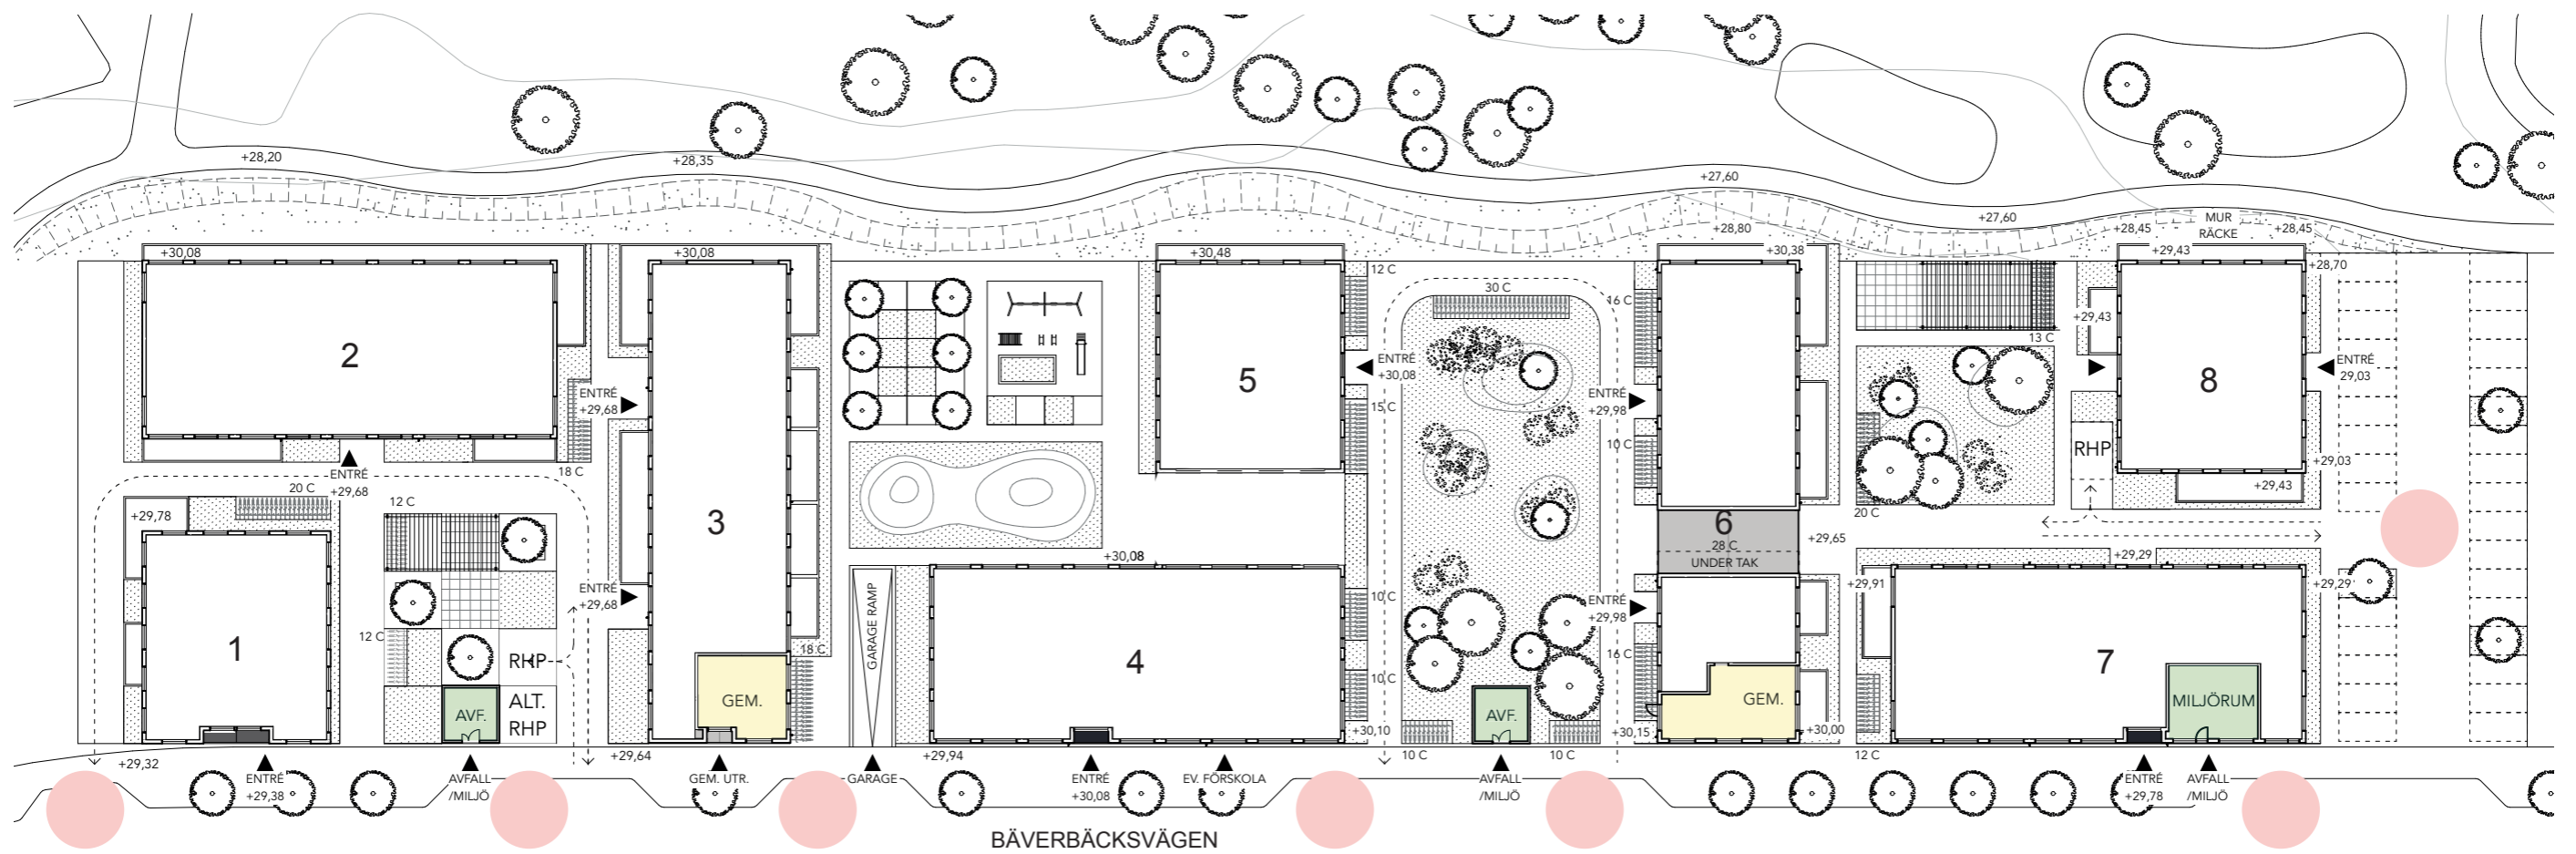 +28,20
+28,35
+27,60
+27,60
MUR
+28,80
+28,45
RÄCKE
+28,45
+30,08
+30,08
+30,48
+30,38
+29,43
+28,70
12 C
30 C
16 C
+29,43
13 C
2
5
8
ENTRÉ
+30,08
ENTRÉ
29,03
ENTRÉ
+29,68
15 C
ENTRÉ
+29,98
10 C
RHP
18 C
ENTRÉ
+29,68
+29,03
20 C
12 C
+29,43
+29,78
20 C
3
6
28 C
UNDER TAK
+29,65
+30,08
+29,29
ENTRÉ
+29,68
GARAGE RAMP
10 C
ENTRÉ
+29,98
+29,91
+29,29
12 C
1
RHP
18 C
4
16 C
7
10 C
ALT.
RHP
AVF.
GEM.
AVF.
GEM.
MILJÖRUM
+29,32
+29,64
+29,94
+30,10
10 C
10 C
+30,15
+30,00
12 C
ENTRÉ
+29,38
AVFALL
/MILJÖ
GEM. UTR.
GARAGE
ENTRÉ
+30,08
EV. FÖRSKOLA
AVFALL
/MILJÖ
ENTRÉ
+29,78
AVFALL
/MILJÖ
BÄVERBÄCKSVÄGEN